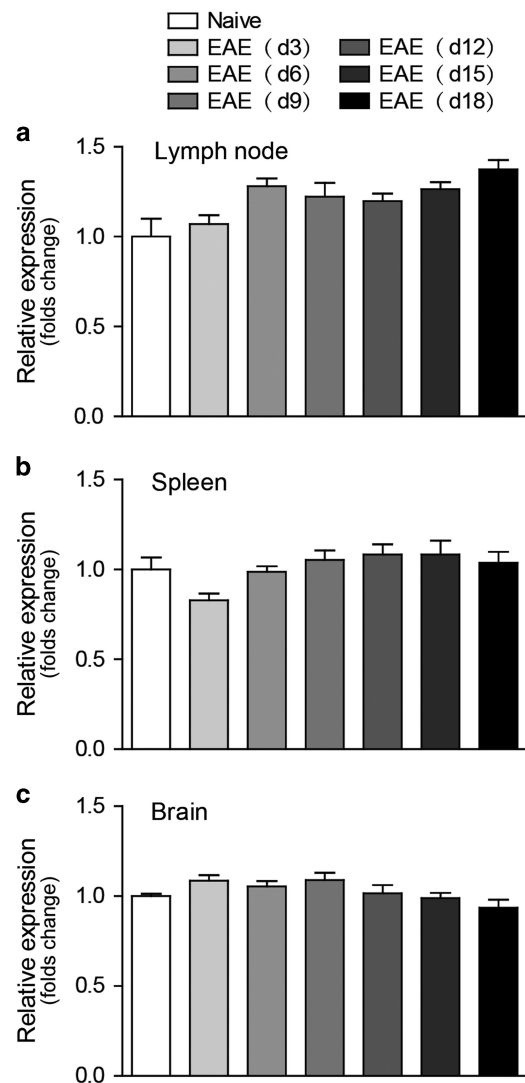 Naive
EAE （d3） EAE （d12）
EAE （d6） EAE （d15）
EAE （d9） EAE （d18）
a
Lymph node
Relative expression
(folds change)
1.5
1.0
0.5
0.0
b
Spleen
Relative expression
(folds change)
1.5
1.0
0.5
0.0
c
Brain
Relative expression
(folds change)
1.5
1.0
0.5
0.0